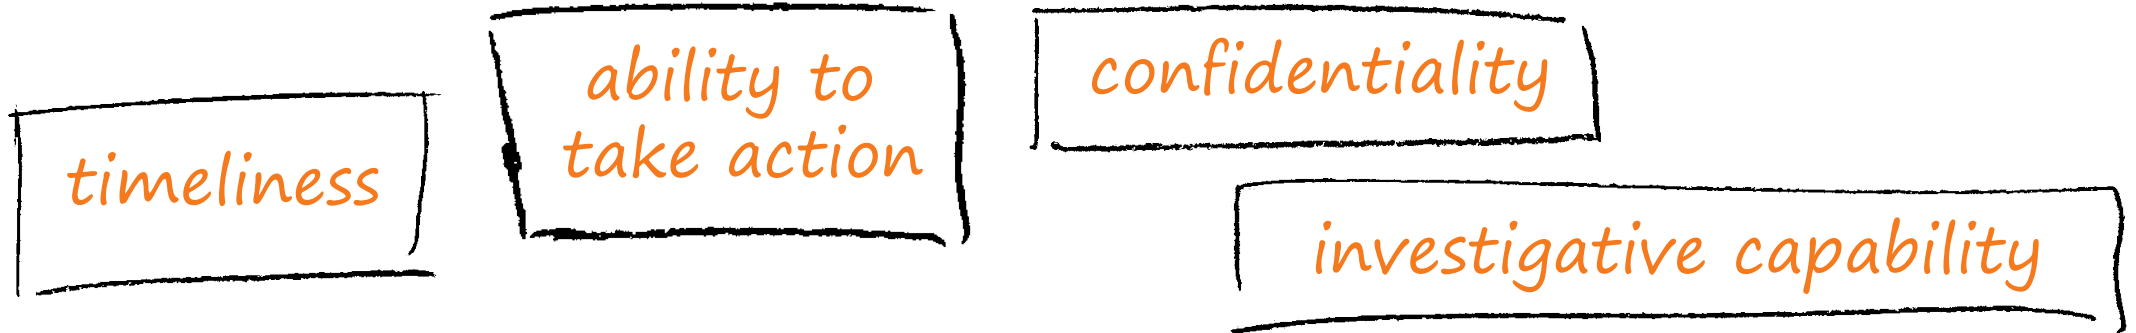 timeliness
ability to
take action
confidentiality
investigative capability